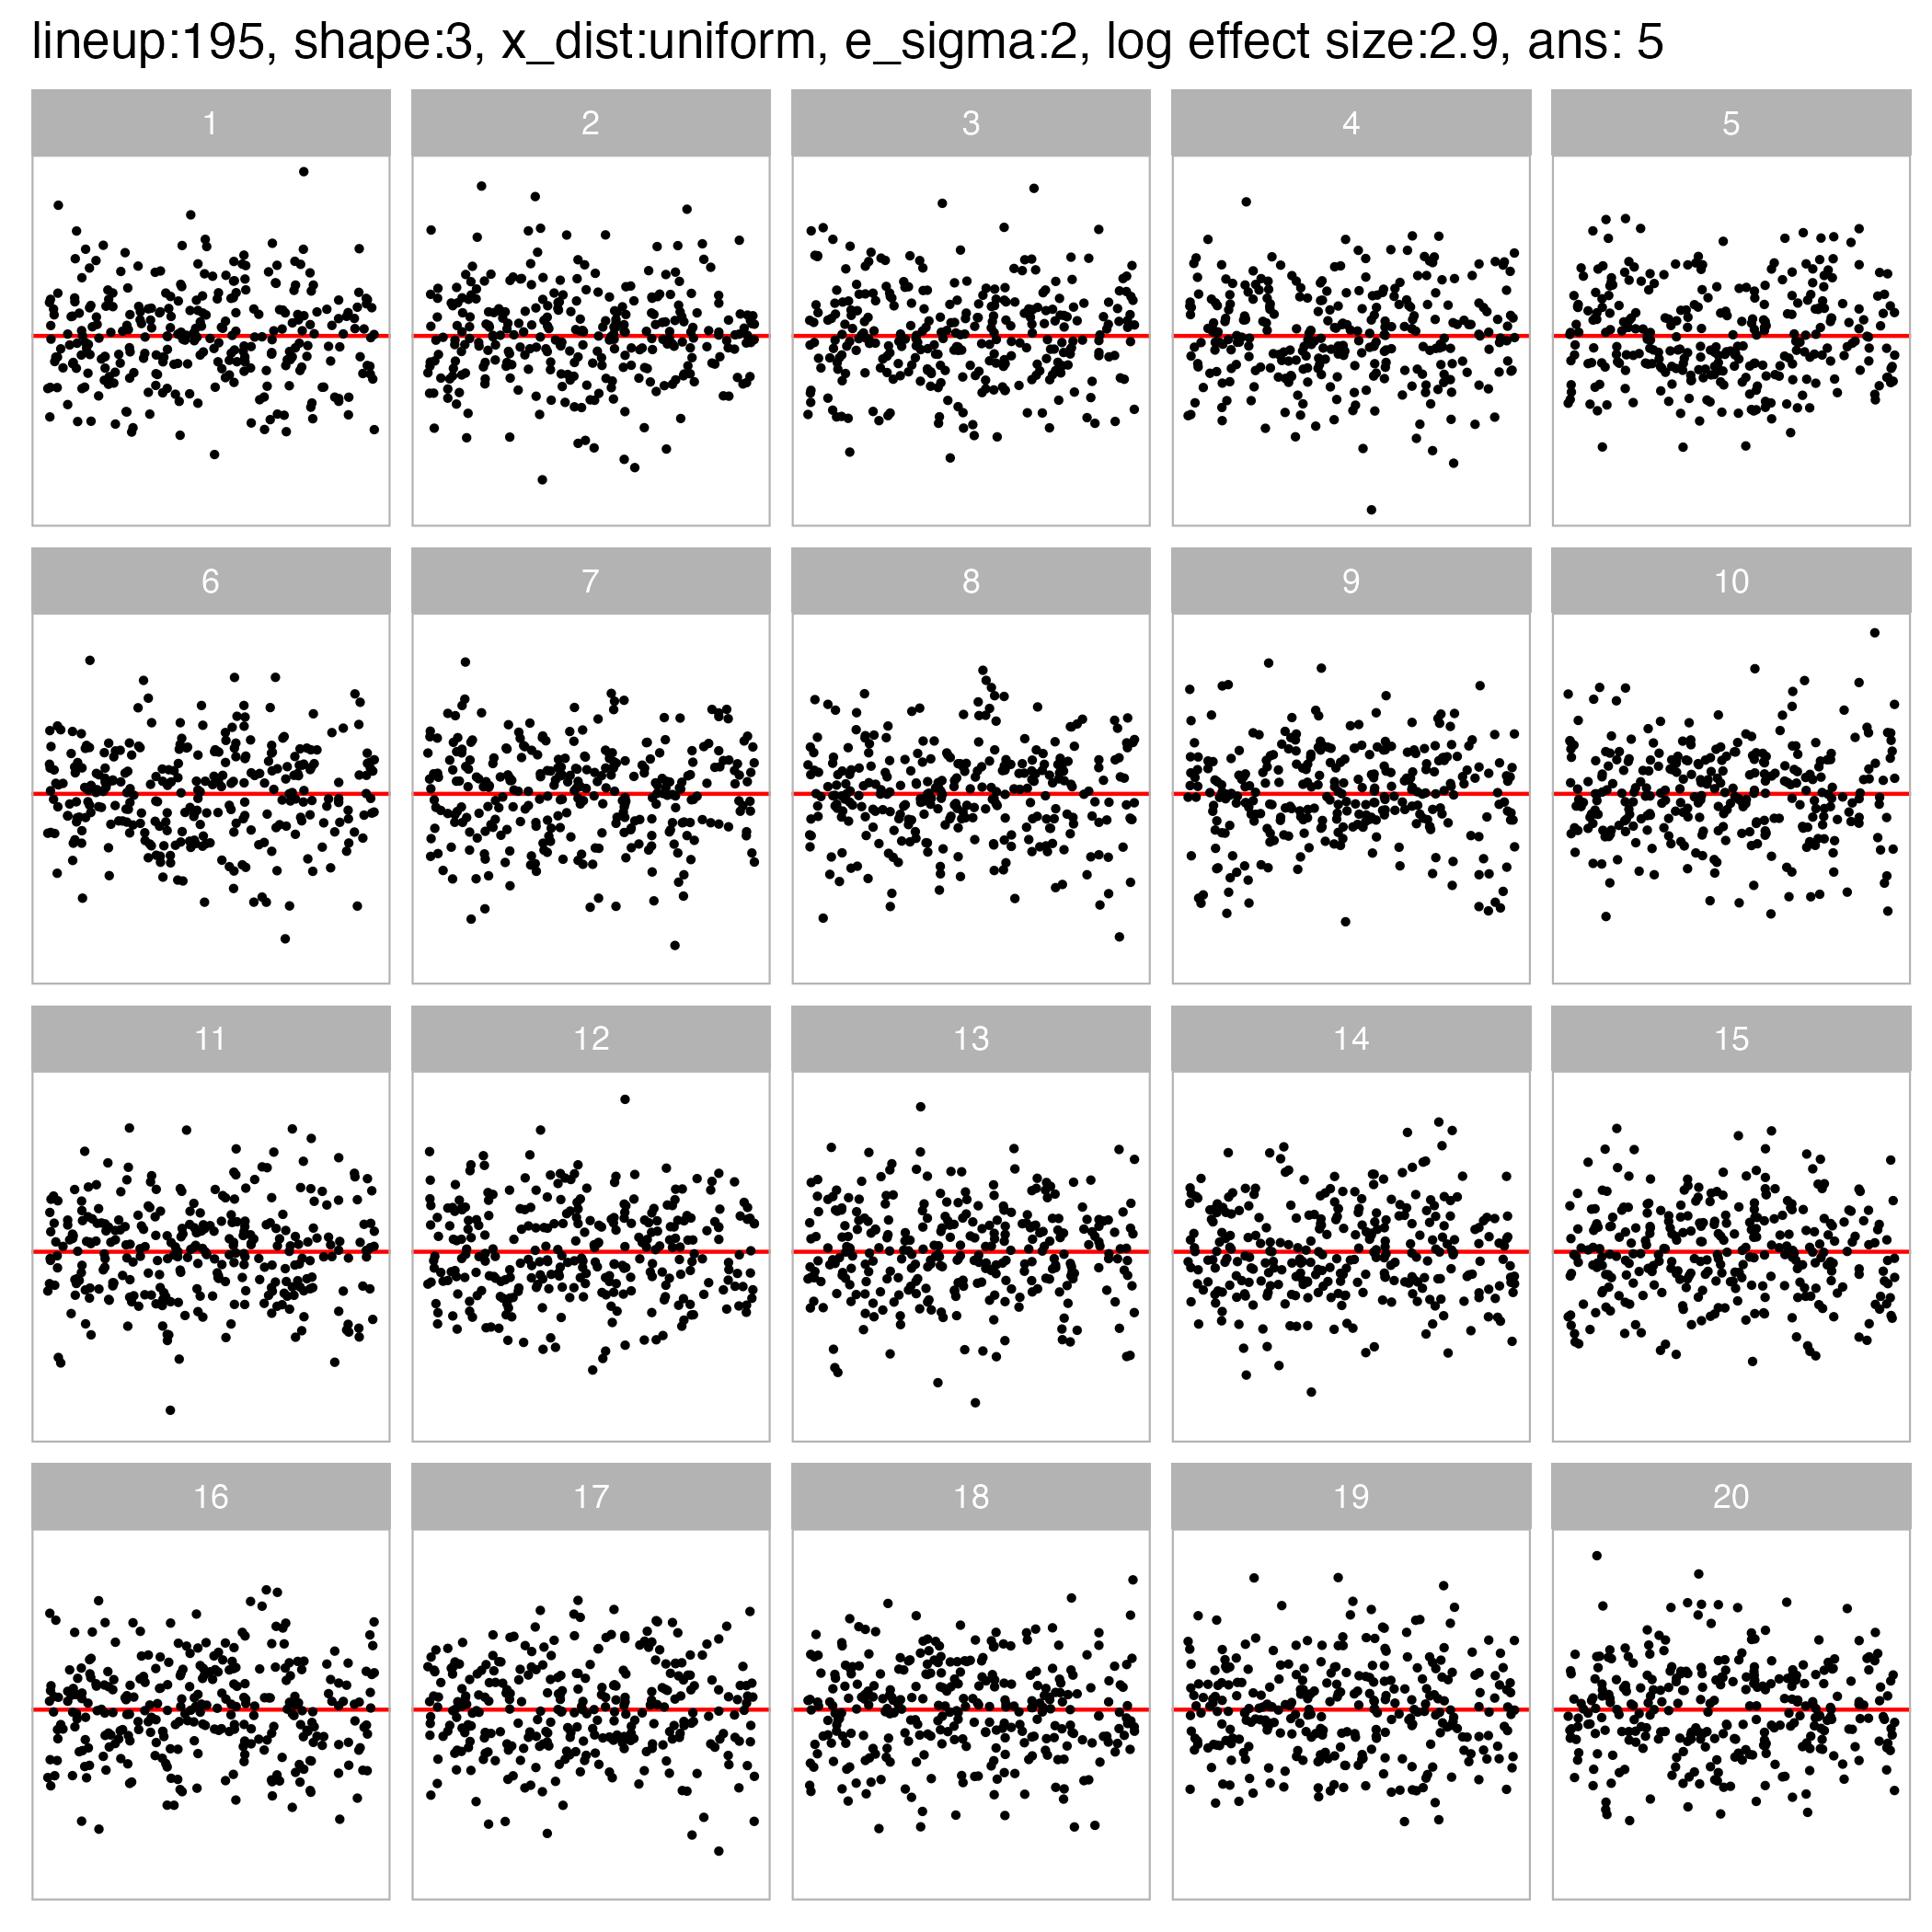 lineup:195, shape:3, x_dist:uniform, e_sigma:2, log effect size:2.9, ans: 5
1 2 3 4 5
6 7 8 9 10
11 12 13 14 15
16 17 18 19 20